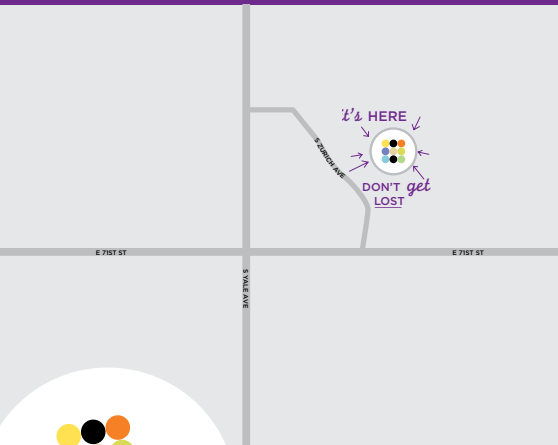 it's HERE
S ZURICH AVE
DON'T get
LOST
E 71ST ST
E 71ST ST
S YALE AVE